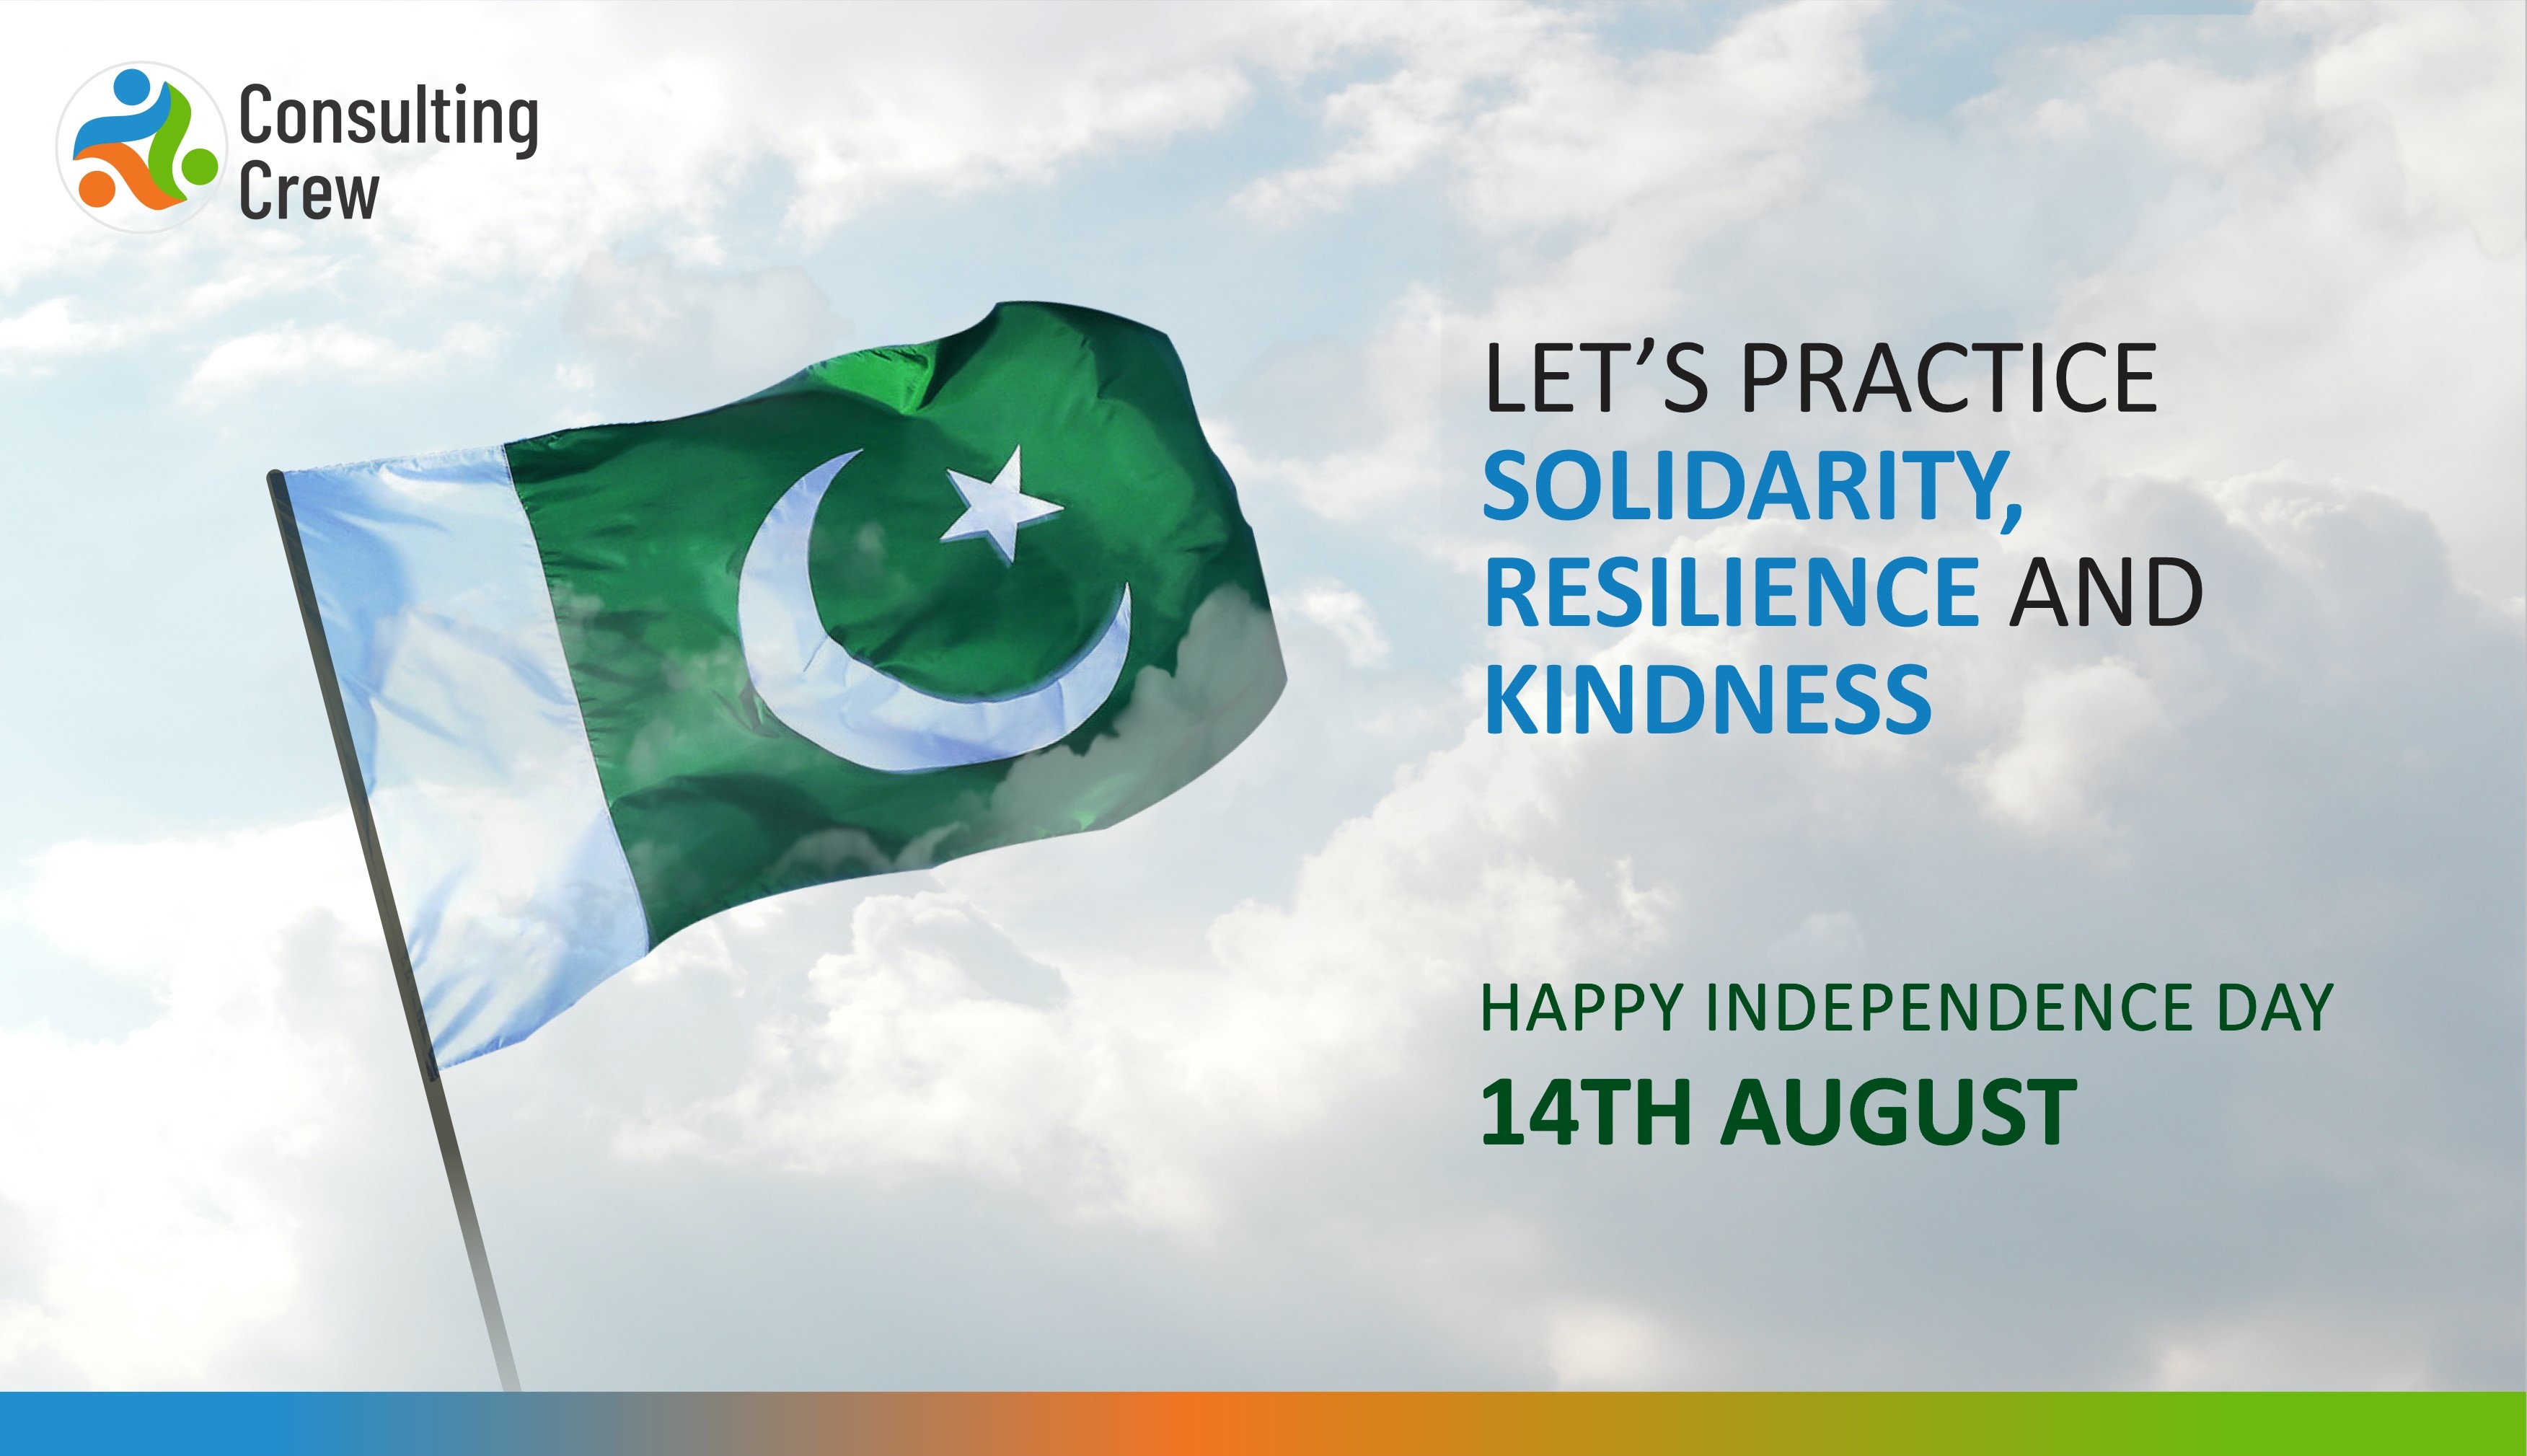 Consulting
Crew
LET’S PRACTICE
SOLIDARITY,
RESILIENCE AND
KINDNESS
HAPPY INDEPENDENCE DAY
14TH AUGUST